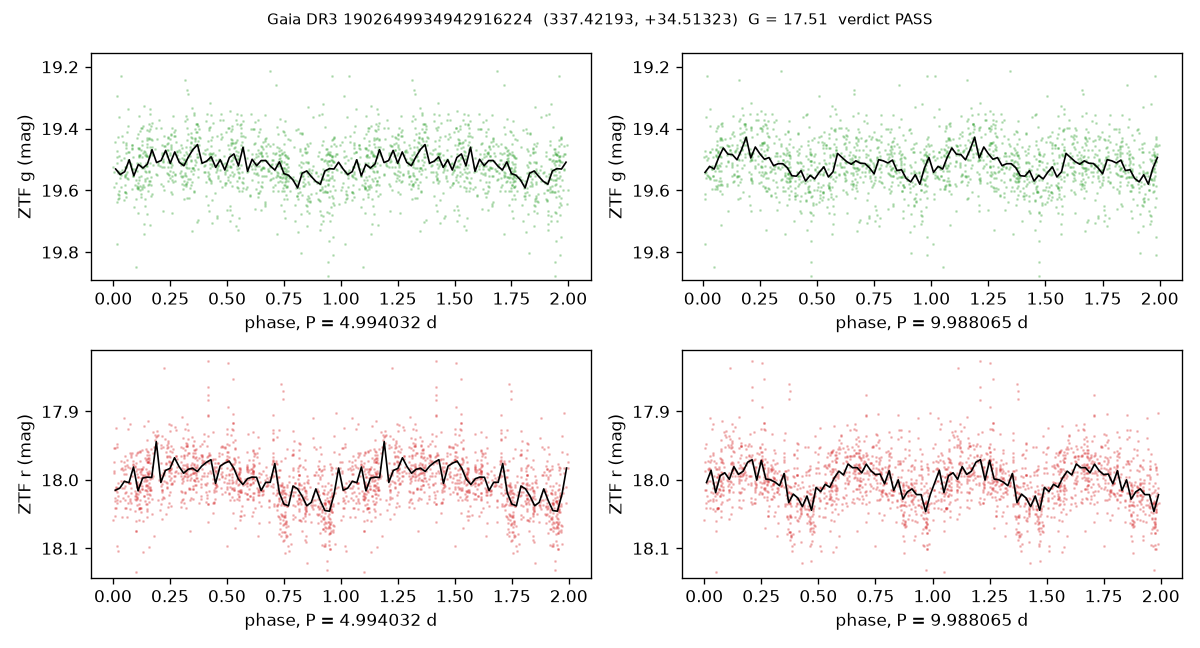 Gaia DR3 1902649934942916224 (337.42193, +34.51323) G = 17.51 verdict PASS
ZTF g (mag)
19.2
19.4
19.6
19.8
0.00 0.25 0.50 0.75 1.00 1.25 1.50 1.75 2.00
phase, P = 4.994032 d
ZTF g (mag)
19.2
19.4
19.6
19.8
0.00 0.25 0.50 0.75 1.00 1.25 1.50 1.75 2.00
phase, P = 9.988065 d
ZTF r (mag)
17.9
18.0
18.1
0.00 0.25 0.50 0.75 1.00 1.25 1.50 1.75 2.00
phase, P = 4.994032 d
ZTF r (mag)
17.9
18.0
18.1
0.00 0.25 0.50 0.75 1.00 1.25 1.50 1.75 2.00
phase, P = 9.988065 d